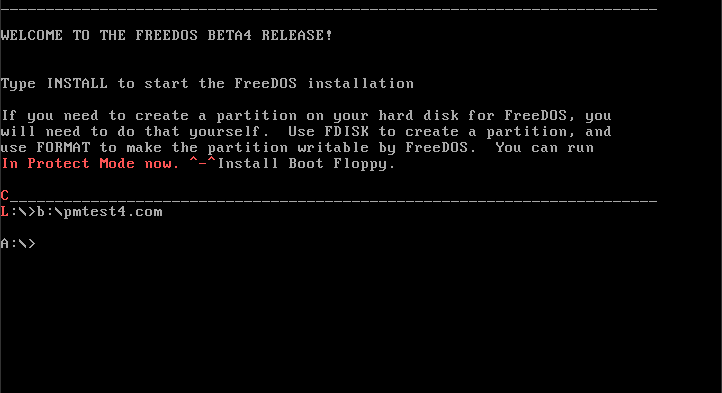 WELCOME TO THE FREEDOS BETA4 RELEASE!
Type INSTALL to start the FreeDOS installation
If you need to create a partition on your hard disk for FreeDOS, you
will need to do that yourself.  Use FDISK to create a partition, and
use FORMAT to make the partition writable by FreeDOS.  You can run
In Protect Mode now. ^-^Install Boot Floppy.
C
L:\>b:\pmtest4.com
A:\>